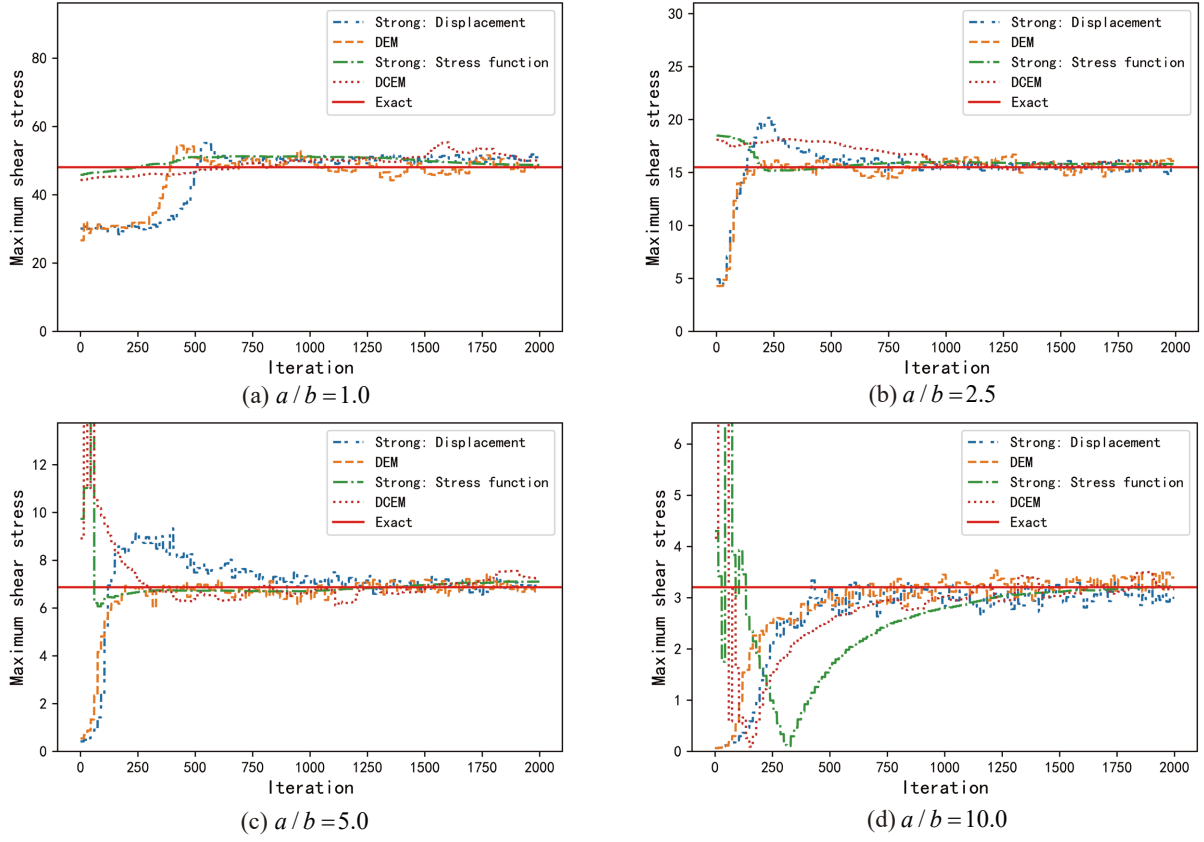 Maximum shear stress
80
60
40
20
0
Strong: Displacement
DEM
Strong: Stress function
DCEM
Exact
0 250 500 750 1000 1250 1500 1750 2000
Iteration
(a) a / b = 1.0
Maximum shear stress
30
25
20
15
10
5
0
Strong: Displacement
DEM
Strong: Stress function
DCEM
Exact
0 250 500 750 1000 1250 1500 1750 2000
Iteration
(b) a / b = 2.5
Maximum shear stress
12
10
8
6
4
2
0
Strong: Displacement
DEM
Strong: Stress function
DCEM
Exact
0 250 500 750 1000 1250 1500 1750 2000
Iteration
(c) a / b = 5.0
Maximum shear stress
6
5
4
3
2
1
0
Strong: Displacement
DEM
Strong: Stress function
DCEM
Exact
0 250 500 750 1000 1250 1500 1750 2000
Iteration
(d) a / b = 10.0